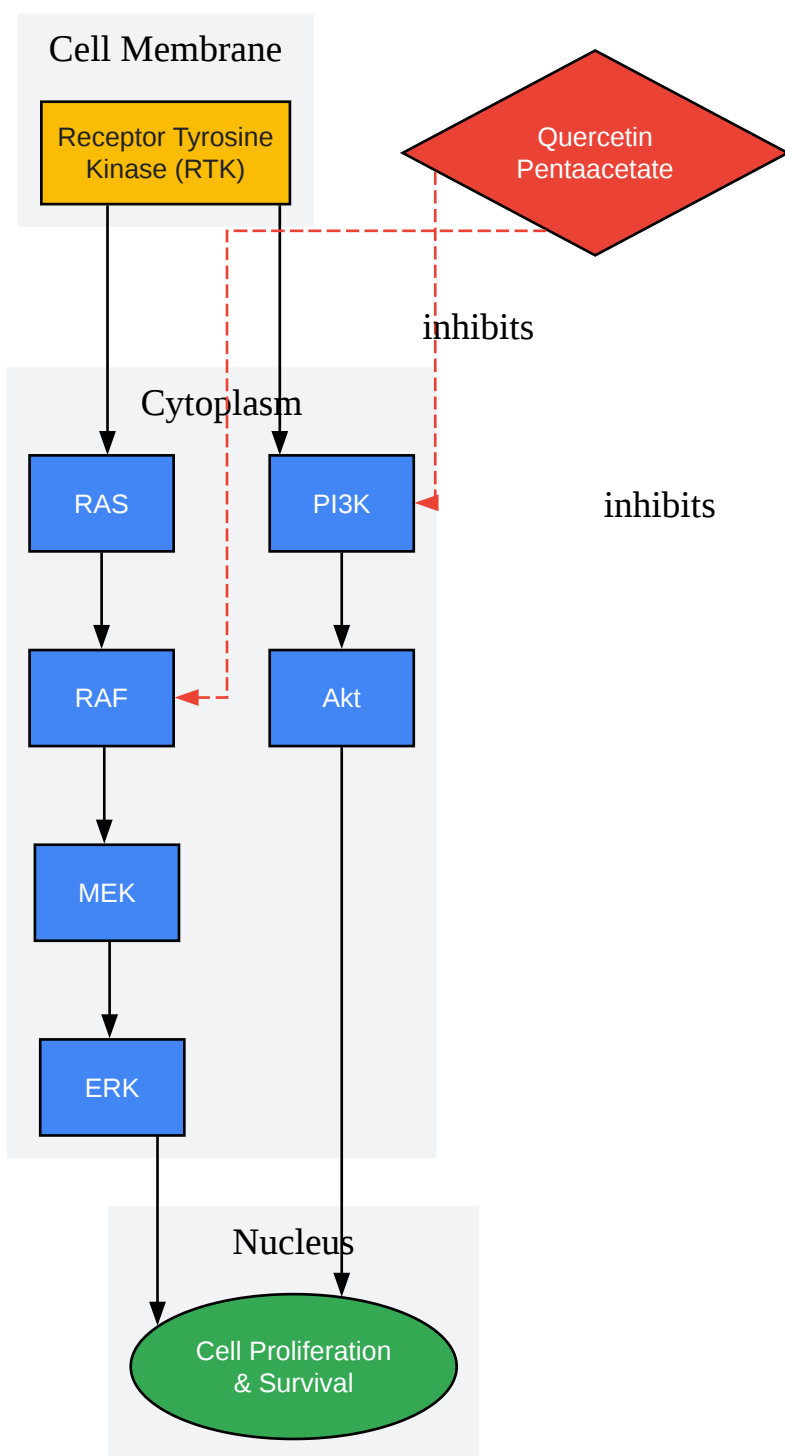 Cell Membrane
Receptor Tyrosine
Kinase (RTK)
Quercetin
Pentaacetate
inhibits
Cytoplasm
RAS
PI3K
inhibits
RAF
Akt
MEK
ERK
Nucleus
Cell Proliferation
& Survival